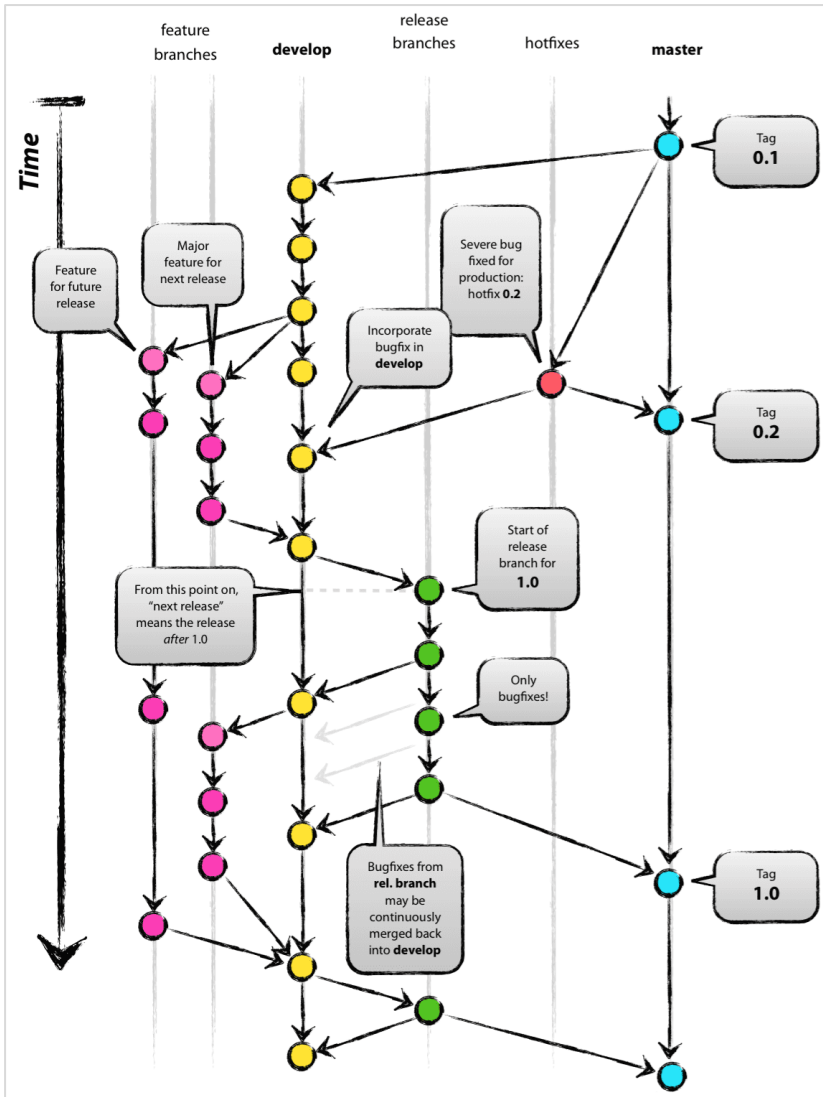 feature
branches
develop
release
branches
hotfixes
master
Time
Tag
0.1
Major
feature for
next release
Severe bug
fixed for
production:
hotfix 0.2
Feature
for future
release
Incorporate
bugfix in
develop
Tag
0.2
Start of
release
branch for
1.0
From this point on,
“next release”
means the release
after 1.0
Only
bugfixes!
Bugfixes from
rel. branch
may be
continuously
merged back
into develop
Tag
1.0